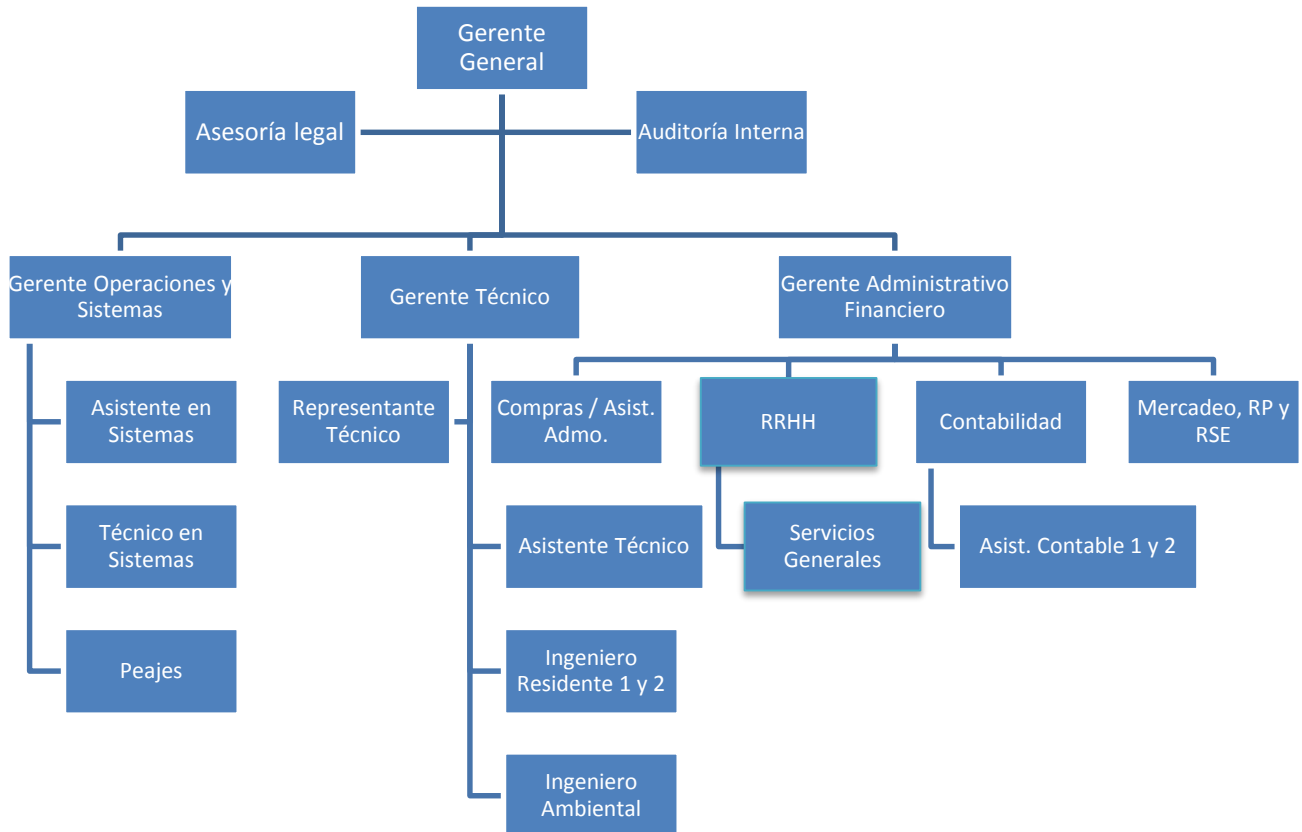 Gerente
General
Asesoría legal
Auditoría Interna
Gerente Operaciones y
Sistemas
Gerente Técnico
Gerente Administrativo
Financiero
Asistente en
Sistemas
Representante
Técnico
Compras / Asist.
Admo.
RRHH
Contabilidad
Mercadeo, RP y
RSE
Técnico en
Sistemas
Asistente Técnico
Servicios
Generales
Asist. Contable 1 y 2
Peajes
Ingeniero
Residente 1 y 2
Ingeniero
Ambiental